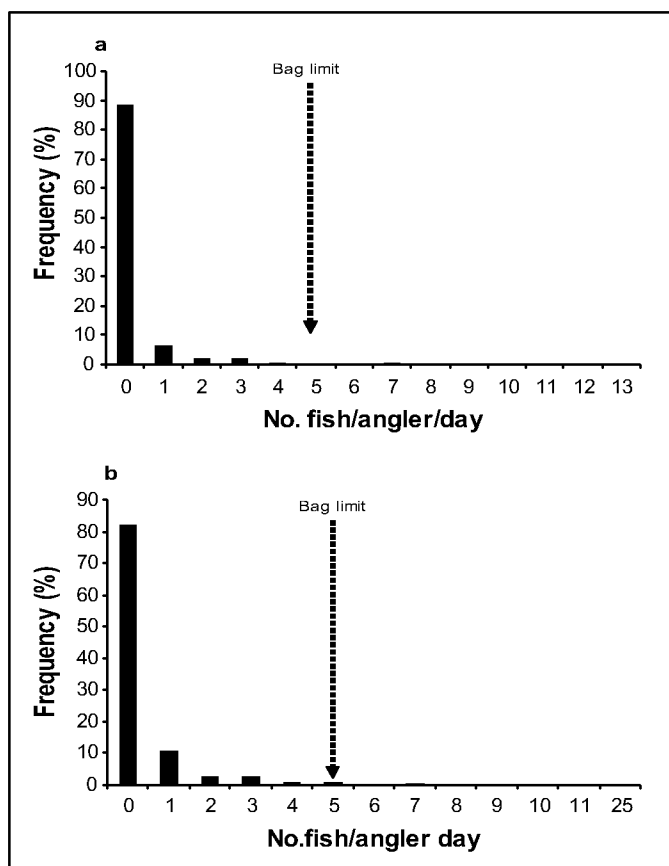 a
Bag limit
Frequency (%)
100
90
80
70
60
50
40
30
20
10
0
0 1 2 3 4 5 6 7 8 9 10 11 12 13
No. fish/angler/day
b
Bag limit
Frequency (%)
90
80
70
60
50
40
30
20
10
0
0 1 2 3 4 5 6 7 8 9 10 11 25
No.fish/angler day